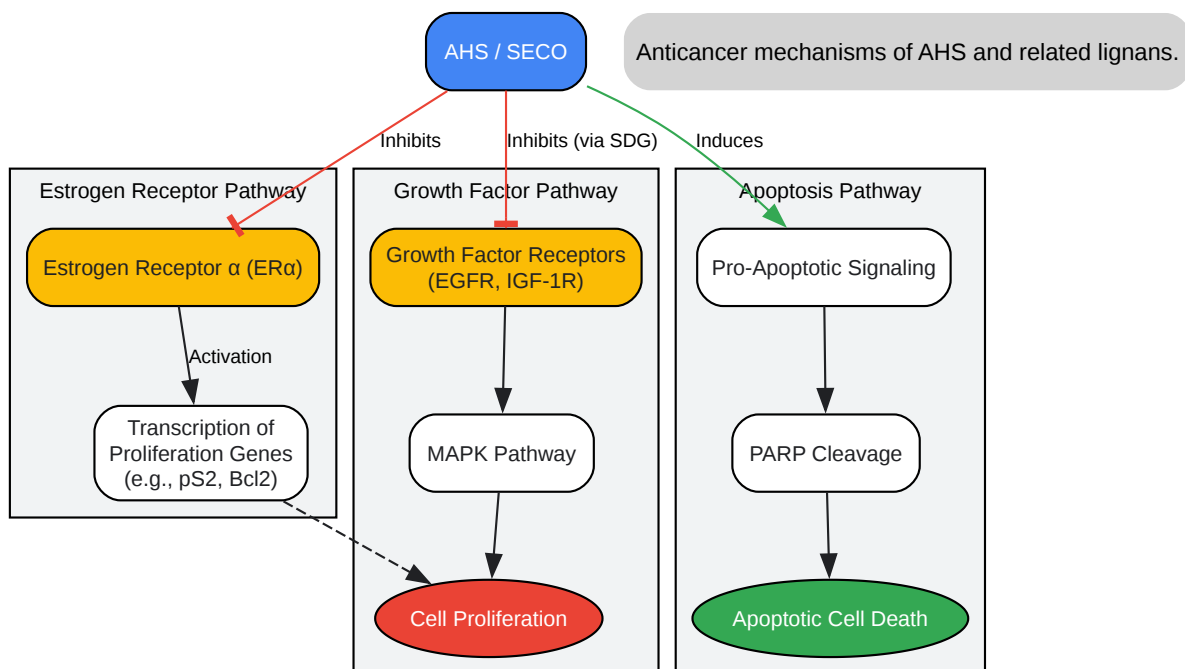 AHS / SECO
Anticancer mechanisms of AHS and related lignans.
Inhibits
Inhibits (via SDG)
Induces
Estrogen Receptor Pathway
Growth Factor Pathway
Apoptosis Pathway
Estrogen Receptor α (ERα)
Growth Factor Receptors
(EGFR, IGF-1R)
Pro-Apoptotic Signaling
Activation
Transcription of
Proliferation Genes
(e.g., pS2, Bcl2)
MAPK Pathway
PARP Cleavage
Cell Proliferation
Apoptotic Cell Death